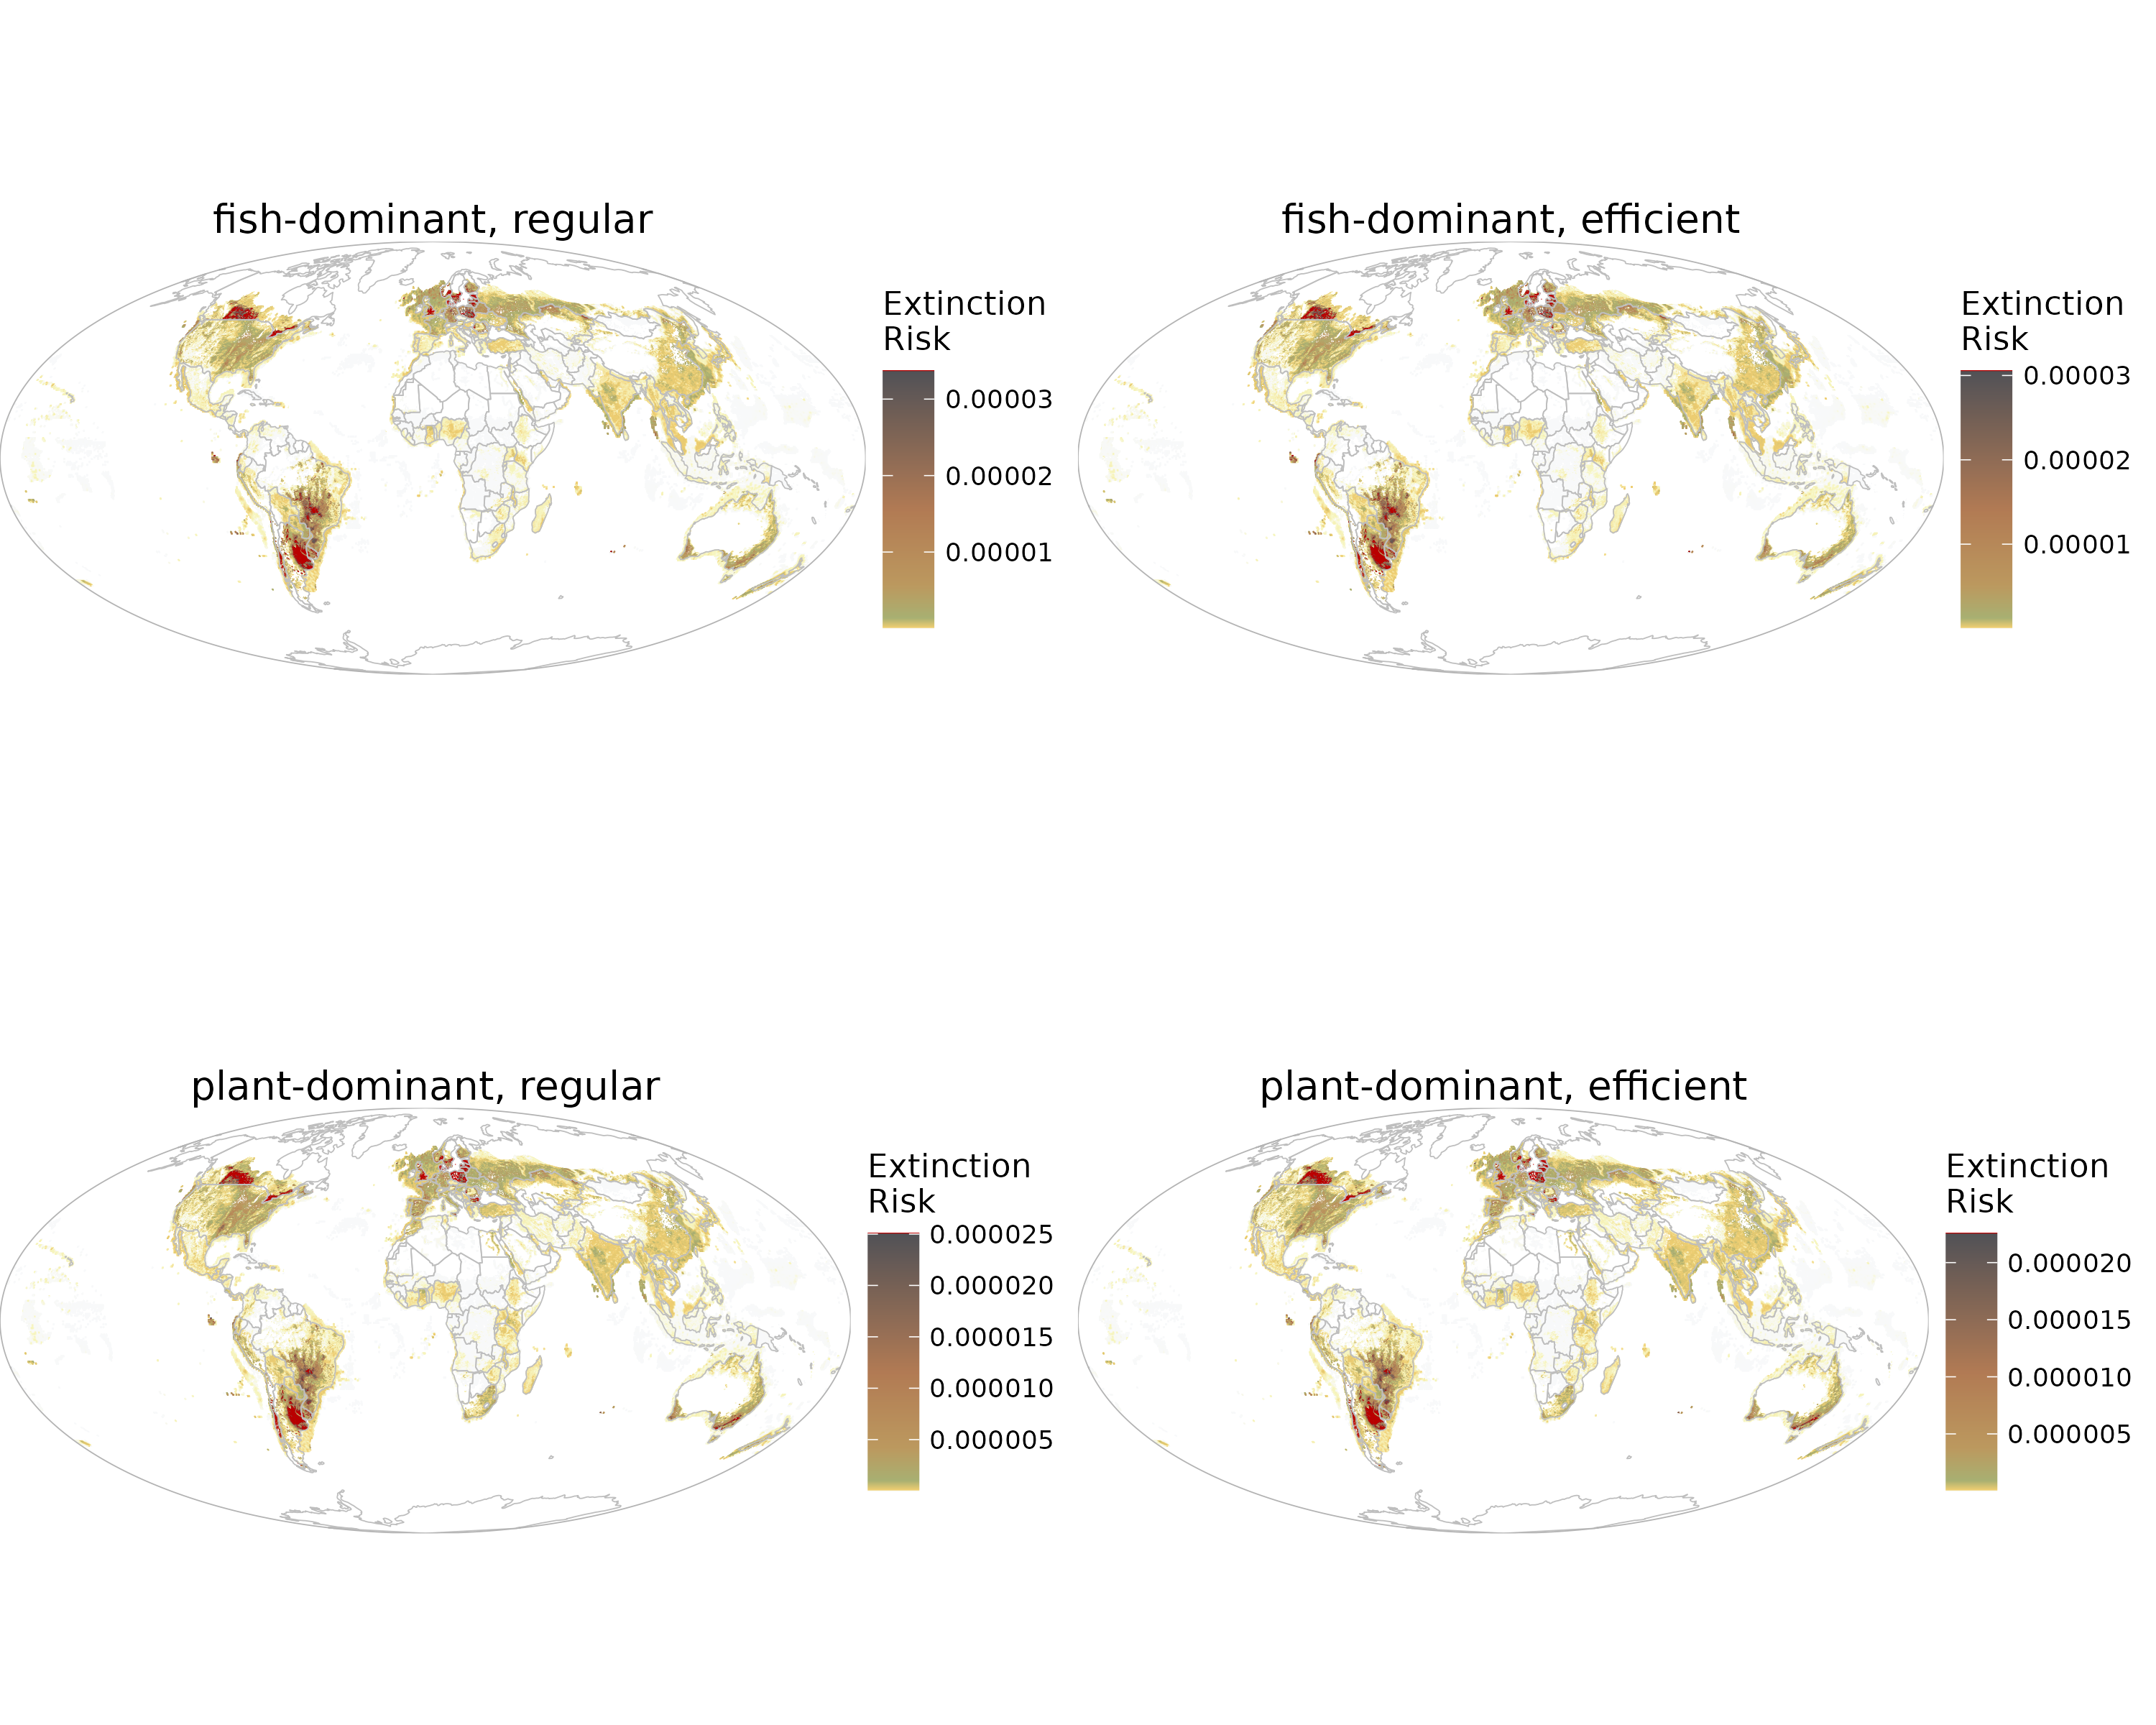 fish-dominant, regular
Extinction
Risk
0.00003
0.00002
0.00001
fish-dominant, efficient
Extinction
Risk
0.00003
0.00002
0.00001
plant-dominant, regular
Extinction
Risk
0.000025
0.000020
0.000015
0.000010
0.000005
plant-dominant, efficient
Extinction
Risk
0.000020
0.000015
0.000010
0.000005